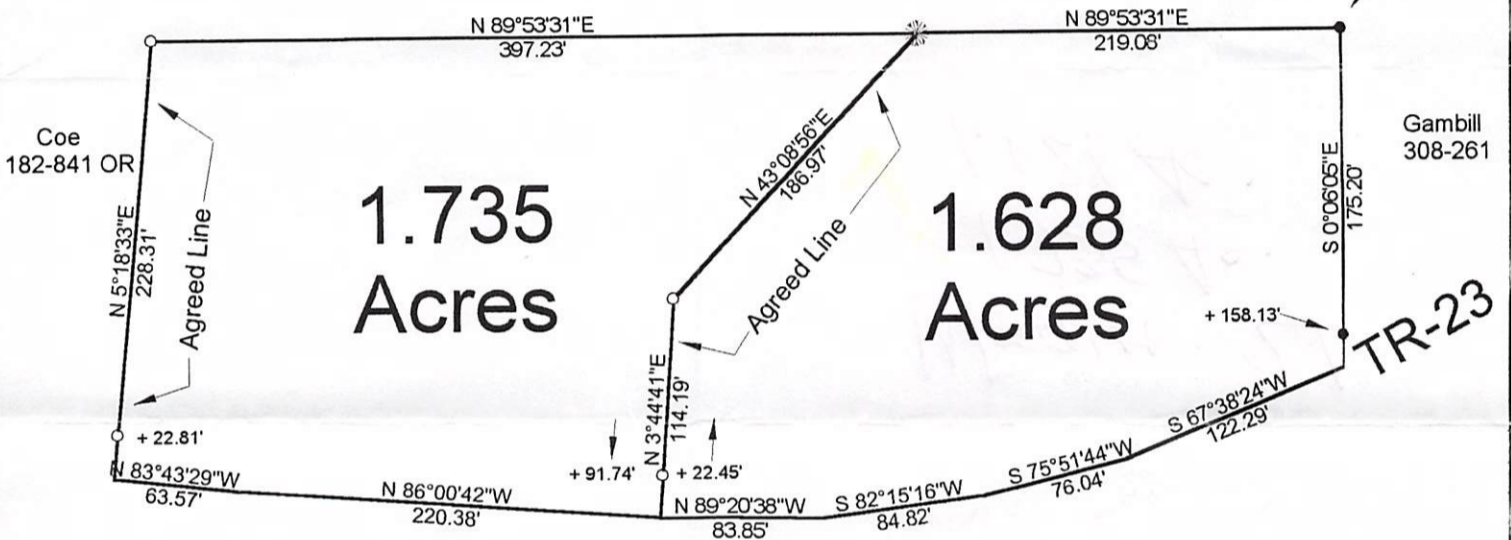 N 89°53'31"E
397.23'
N 89°53'31"E
219.08'
Coe
182-841 OR
Gambill
308-261
N 5°18'33"E
228.31'
Agreed Line
1.735
Acres
N 43°08'56"E
186.97'
Agreed Line
1.628
Acres
S 0°06'05"E
175.20'
+ 158.13'
TR-23
N 3°44'41"E
114.19'
+ 22.81'
+ 91.74'
+ 22.45'
N 83°43'29"W
63.57'
N 86°00'42"W
220.38'
N 89°20'38"W
83.85'
S 82°15'16"W
84.82'
S 75°51'44"W
76.04'
S 67°38'24"W
122.29'